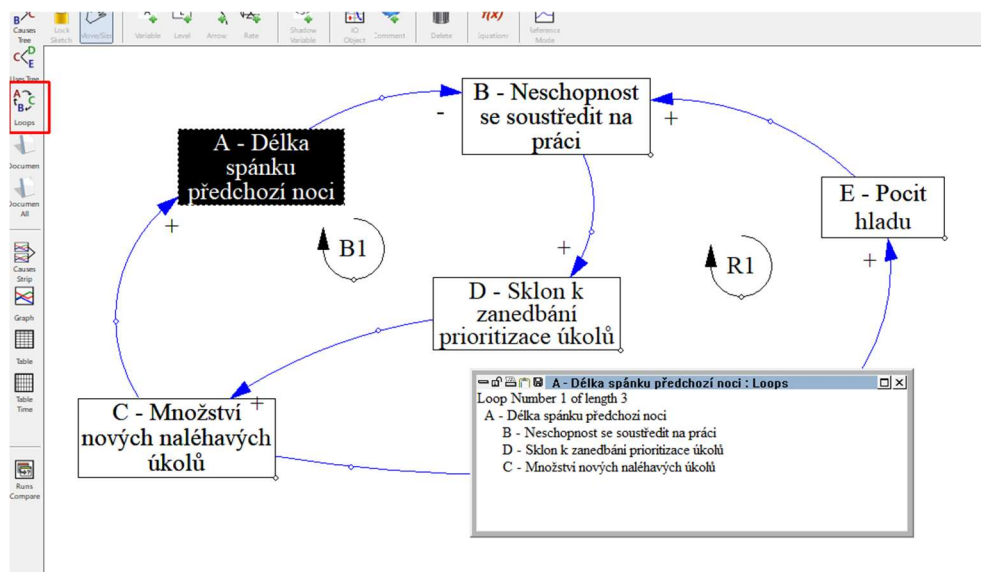 Causes
Tree
Lock
Sketch
Move/Size
Variable
Level
Arrow
Rate
Shadow
Variable
IO
Object
Comment
Delete
Equations
Reference
Mode
Uses Tree
Loops
Documen
Documen
All
Causes
Strip
Graph
Table
Table
Time
Runs
Compare
A - Délka
spánku
předchozí noci
B - Neschopnost
se soustředit na
práci
E - Pocit
hladu
D - Sklon k
zanedbání
prioritizace úkolů
C - Množství
nových naléhavých
úkolů
-
+
+
+
+
+
B1
R1
A - Délka spánku předchozí noci : Loops
Loop Number 1 of length 3
A - Délka spánku předchozí noci
B - Neschopnost se soustředit na práci
D - Sklon k zanedbání prioritizace úkolů
C - Množství nových naléhavých úkolů